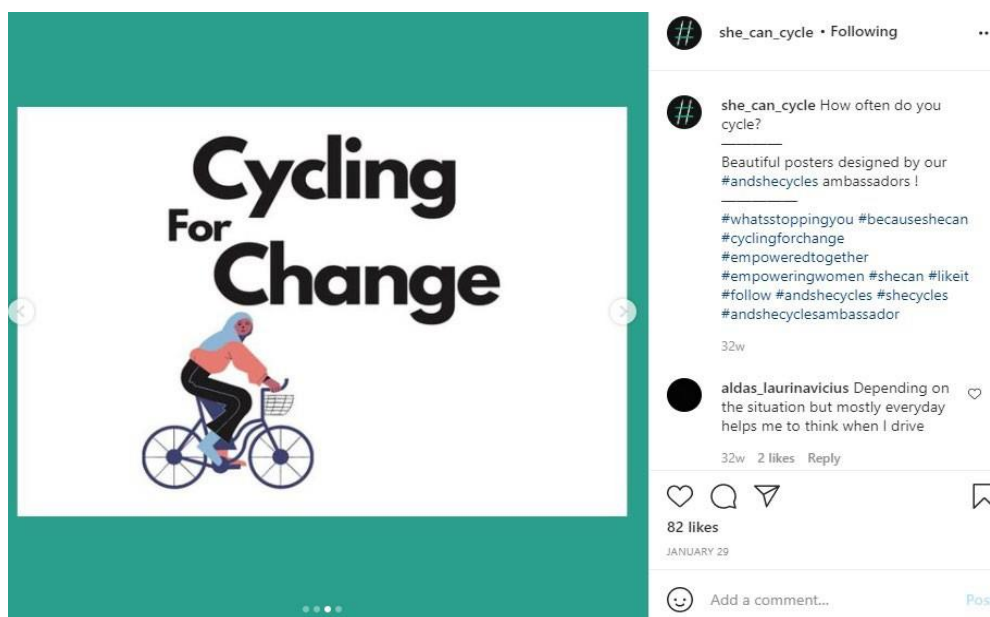 Cycling
For
Change
she_can_cycle • Following
she_can_cycle How often do you
cycle?
Beautiful posters designed by our
#andshecycles ambassadors !
#whatsstoppingyou #becauseshecan
#cyclingforchange
#empoweredtogether
#empoweringwomen #shecan #likeit
#follow #andshecycles #shecycles
#andshecyclesambassador
32w
aldas_laurinavicius Depending on
the situation but mostly everyday
helps me to think when I drive
32w 2 likes Reply
82 likes
JANUARY 29
Add a comment...
Pos